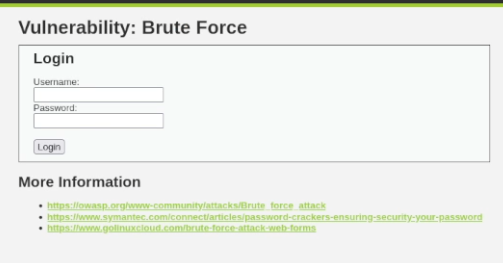 Vulnerability: Brute Force
Login
Username:
Password:
Login
More Information
https://owasp.org/www-community/attacks/Brute_force_attack
https://www.symantec.com/connect/articles/password-crackers-ensuring-security-your-password
https://www.golinuxcloud.com/brute-force-attack-web-forms